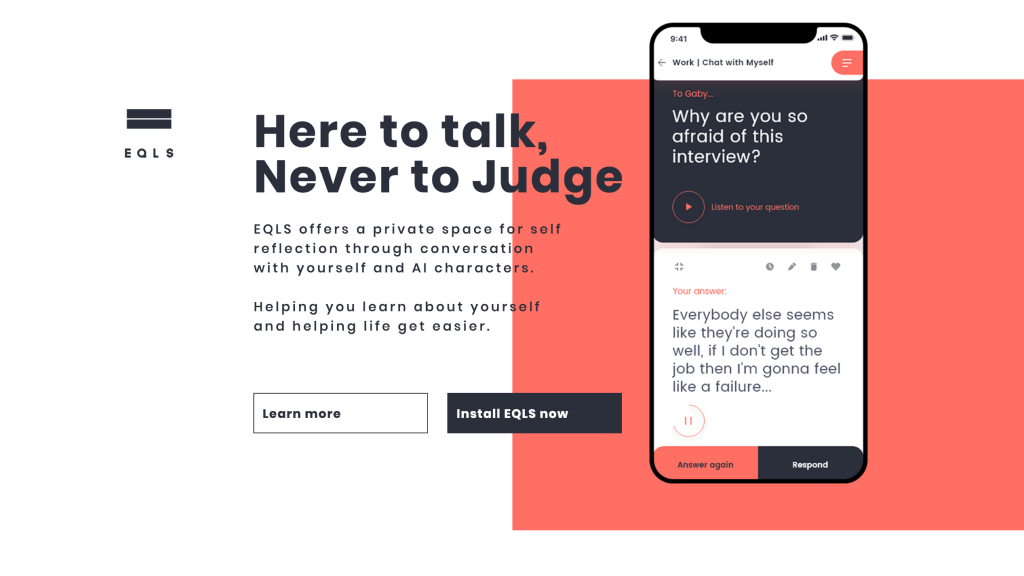 EQLS
Here to talk,
Never to Judge
EQLS offers a private space for self
reflection through conversation
with yourself and AI characters.
Helping you learn about yourself
and helping life get easier.
Learn more
Install EQLS now
9:41
Work | Chat with Myself
To Gaby...
Why are you so
afraid of this
interview?
Listen to your question
Your answer:
Everybody else seems
like they're doing so
well, if I don't get the
job then I'm gonna feel
like a failure...
Answer again
Respond